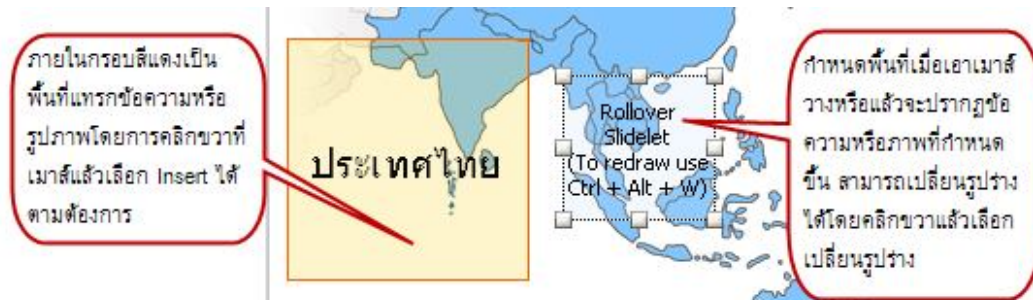 ภายในกรอบสีแดงเป็น
พื้นที่แทรกข้อความหรือ
รูปภาพโดยการคลิกขวาที่
เมาส์แล้วเลือก Insert ได้
ตามต้องการ
ประเทศไทย
Rollover
Slidelet
(To redraw use
Ctrl + Alt + W)
กำหนดพื้นที่เมื่อเอาเมาส์
วางหรือแล้วจะปรากฏข้อ
ความหรือภาพที่กำหนด
ขึ้น สามารถเปลี่ยนรูปร่าง
ได้โดยคลิกขวาแล้วเลือก
เปลี่ยนรูปร่าง